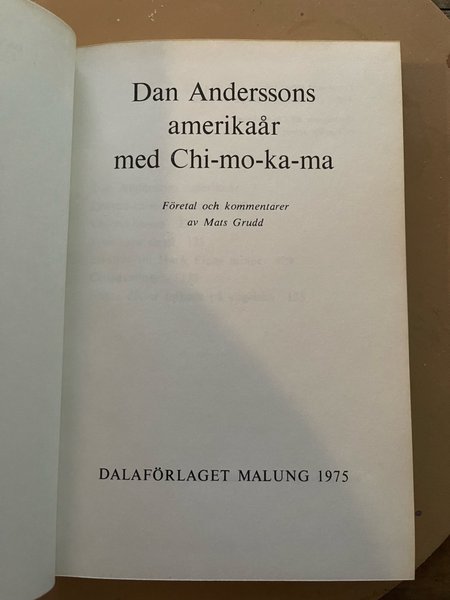 Dan Anderssons
amerikaår
med Chi-mo-ka-ma
Företal och kommentarer
av Mats Grudd
DALAFÖRLAGET MALUNG 1975